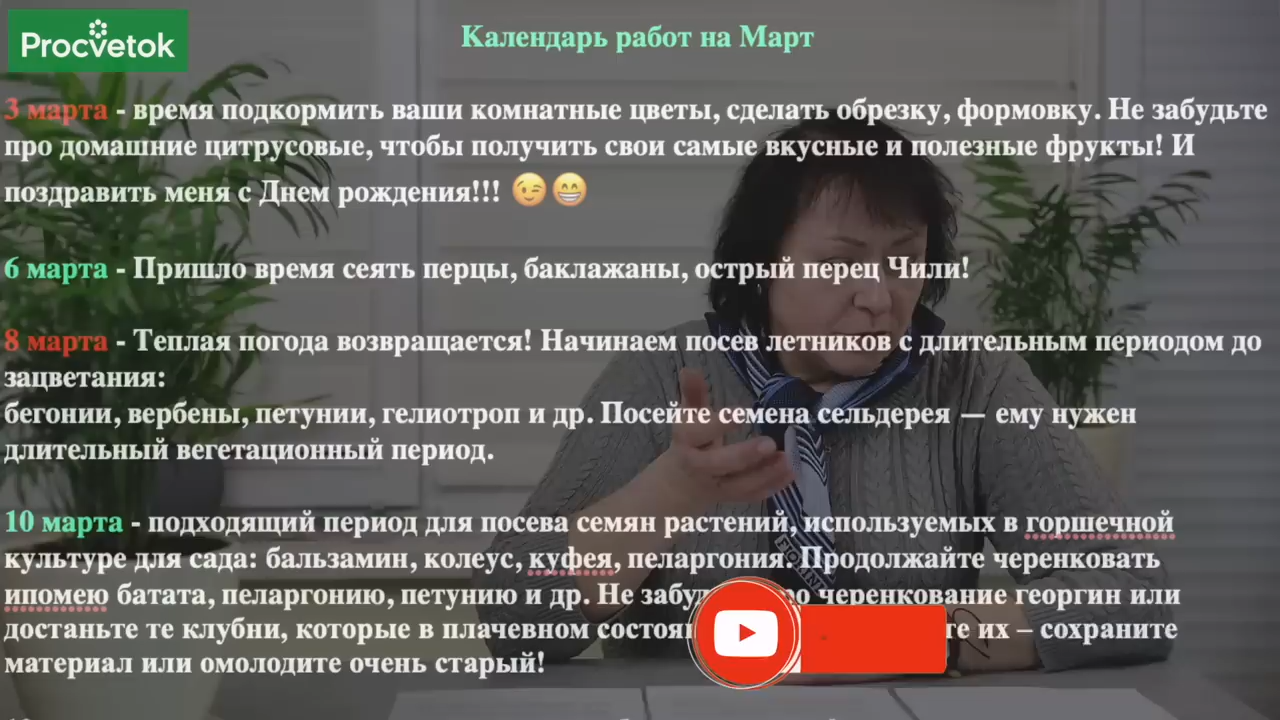 Procvetok
Календарь работ на Март
3 марта - время подкормить ваши комнатные цветы, сделать обрезку, формовку. Не забудьте
про домашние цитрусовые, чтобы получить свои самые вкусные и полезные фрукты! И
поздравить меня с Днем рождения!!! 😉😁
6 марта - Пришло время сеять перцы, баклажаны, острый перец Чили!
8 марта - Теплая погода возвращается! Начинаем посев летников с длительным периодом до
зацветания:
бегонии, вербены, петунии, гелиотроп и др. Посейте семена сельдерея — ему нужен
длительный вегетационный период.
10 марта - подходящий период для посева семян растений, используемых в горшечной
культуре для сада: бальзамин, колеус, куфея, пеларгония. Продолжайте черенковать
ипомею батата, пеларгонию, петунию и др. Не черенкование георгин или
достаньте те клубни, которые в плачевном их – сохраните
материал или омолодите очень старый!